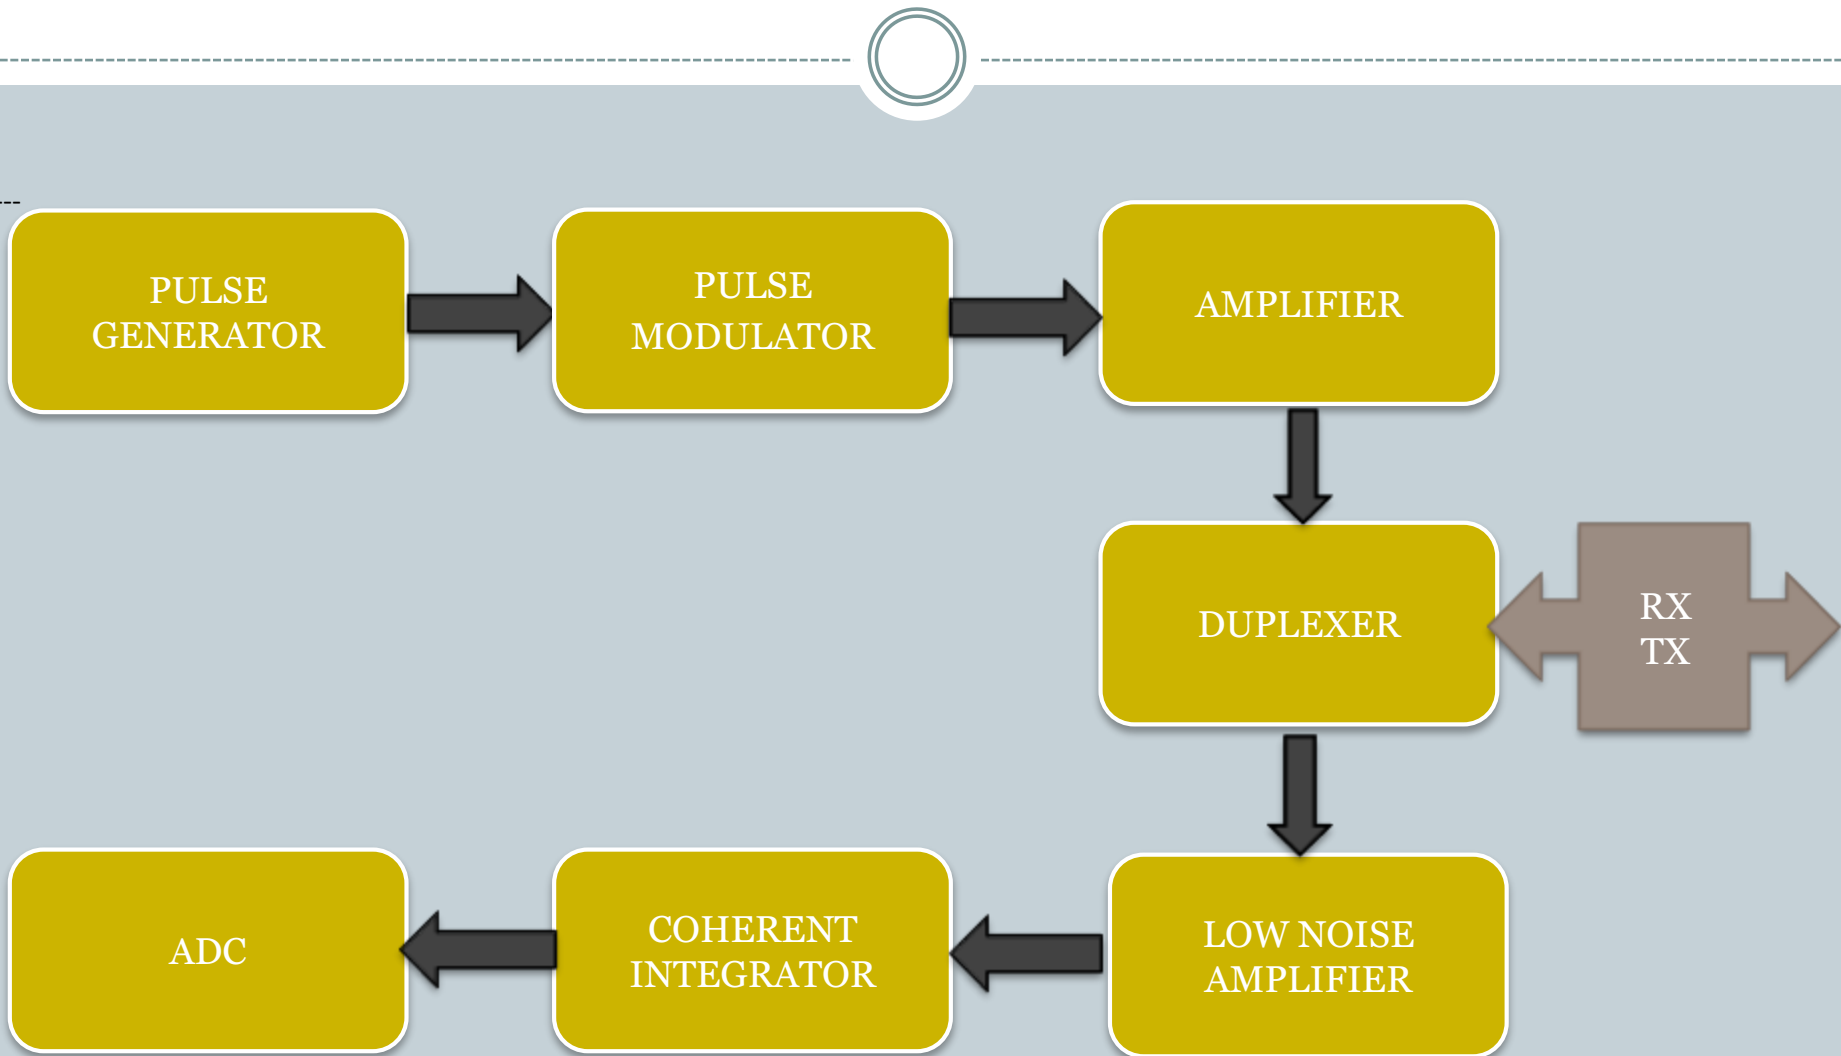 PULSE
GENERATOR
PULSE
MODULATOR
AMPLIFIER
DUPLEXER
RX
TX
ADC
COHERENT
INTEGRATOR
LOW NOISE
AMPLIFIER